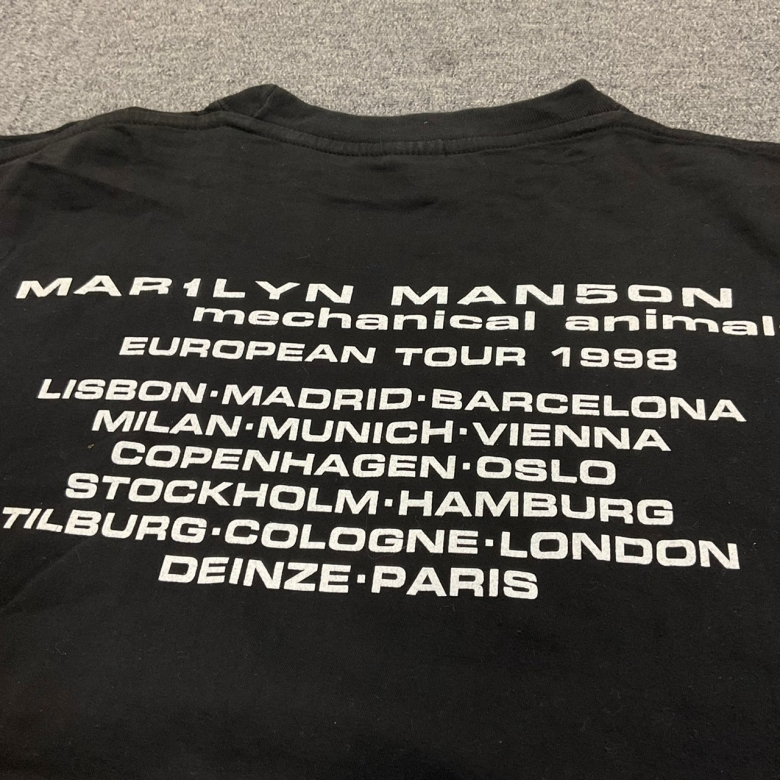 MAR1LYN MAN5ON
mechanical animal
EUROPEAN TOUR 1998
LISBON·MADRID·BARCELONA
MILAN·MUNICH·VIENNA
COPENHAGEN·OSLO
STOCKHOLM·HAMBURG
TILBURG·COLOGNE·LONDON
DEINZE·PARIS